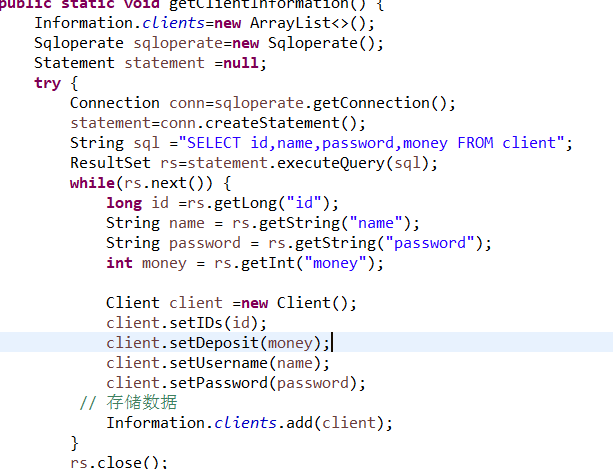 public static void getClientInformation() {
Information.clients=new ArrayList<>();
Sqloperate sqloperate=new Sqloperate();
Statement statement =null;
try {
Connection conn=sqloperate.getConnection();
statement=conn.createStatement();
String sql ="SELECT id,name,password,money FROM client";
ResultSet rs=statement.executeQuery(sql);
while(rs.next()) {
long id =rs.getLong("id");
String name = rs.getString("name");
String password = rs.getString("password");
int money = rs.getInt("money");
Client client =new Client();
client.setIDs(id);
client.setDeposit(money);
client.setUsername(name);
client.setPassword(password);
// 存储数据
Information.clients.add(client);
}
rs.close();